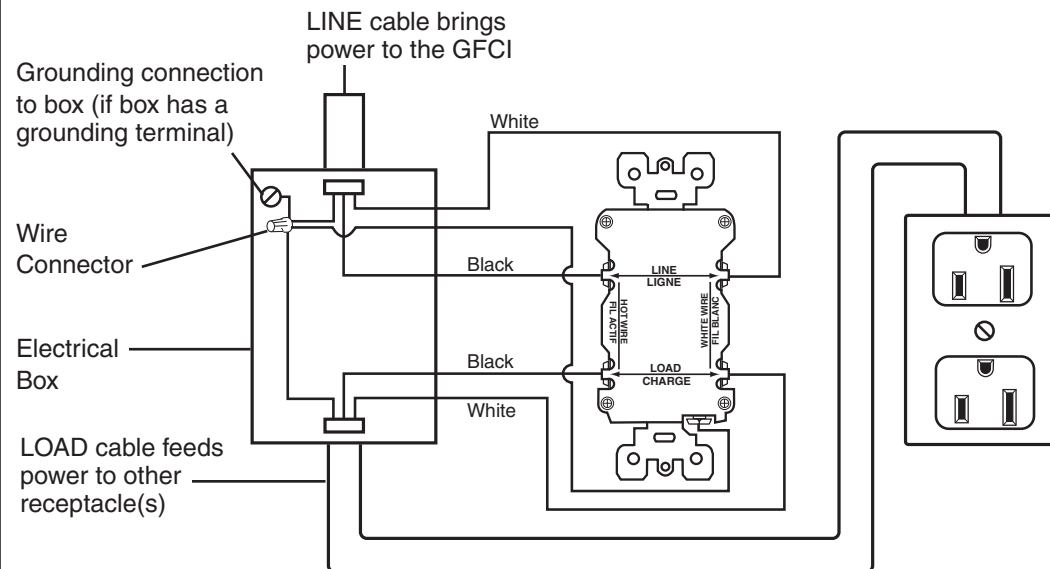 LINE cable brings
power to the GFCI
Grounding connection
to box (if box has a
grounding terminal)
White
Wire
Connector
Black
LINE
LIGNE
HOT WIRE
FIL ACTIF
WHITE WIRE
FIL BLANC
Electrical
Box
Black
LOAD
CHARGE
White
LOAD cable feeds
power to other
receptacle(s)